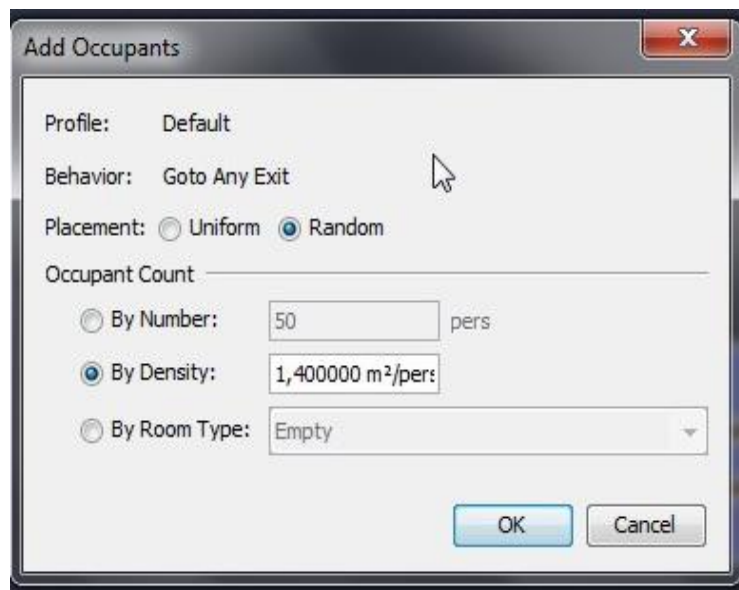 Add Occupants
Profile: Default
Behavior: Goto Any Exit
Placement: Uniform Random
Occupant Count
By Number: 50 pers
By Density: 1,400000 m²/pers
By Room Type: Empty
OK Cancel